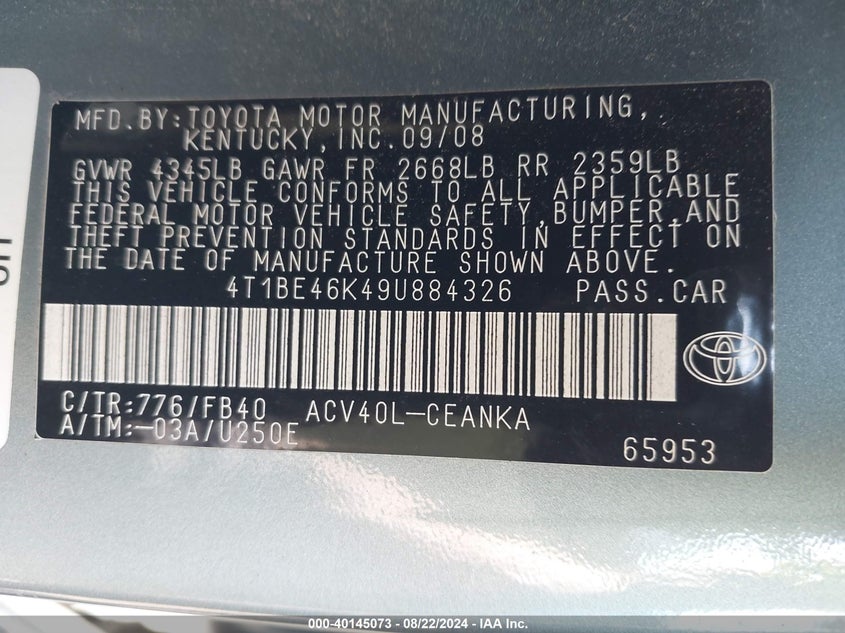 MFD.BY:TOYOTA MOTOR MANUFACTURING,
KENTUCKY,INC.09/08
GVWR 4345LB GAWR FR 2668LB RR 2359LB
THIS VEHICLE CONFORMS TO ALL APPLICABLE
FEDERAL MOTOR VEHICLE SAFETY,BUMPER,AND
THEFT PREVENTION STANDARDS IN EFFECT ON
THE DATE OF MANUFACTURE SHOWN ABOVE.
4T1BE46K49U884326 PASS.CAR
C/TR:776/FB40 ACV40L-CEANKA
A/TM:-03A/U250E
65953
000-40145073 - 08/22/2024 - IAA Inc.